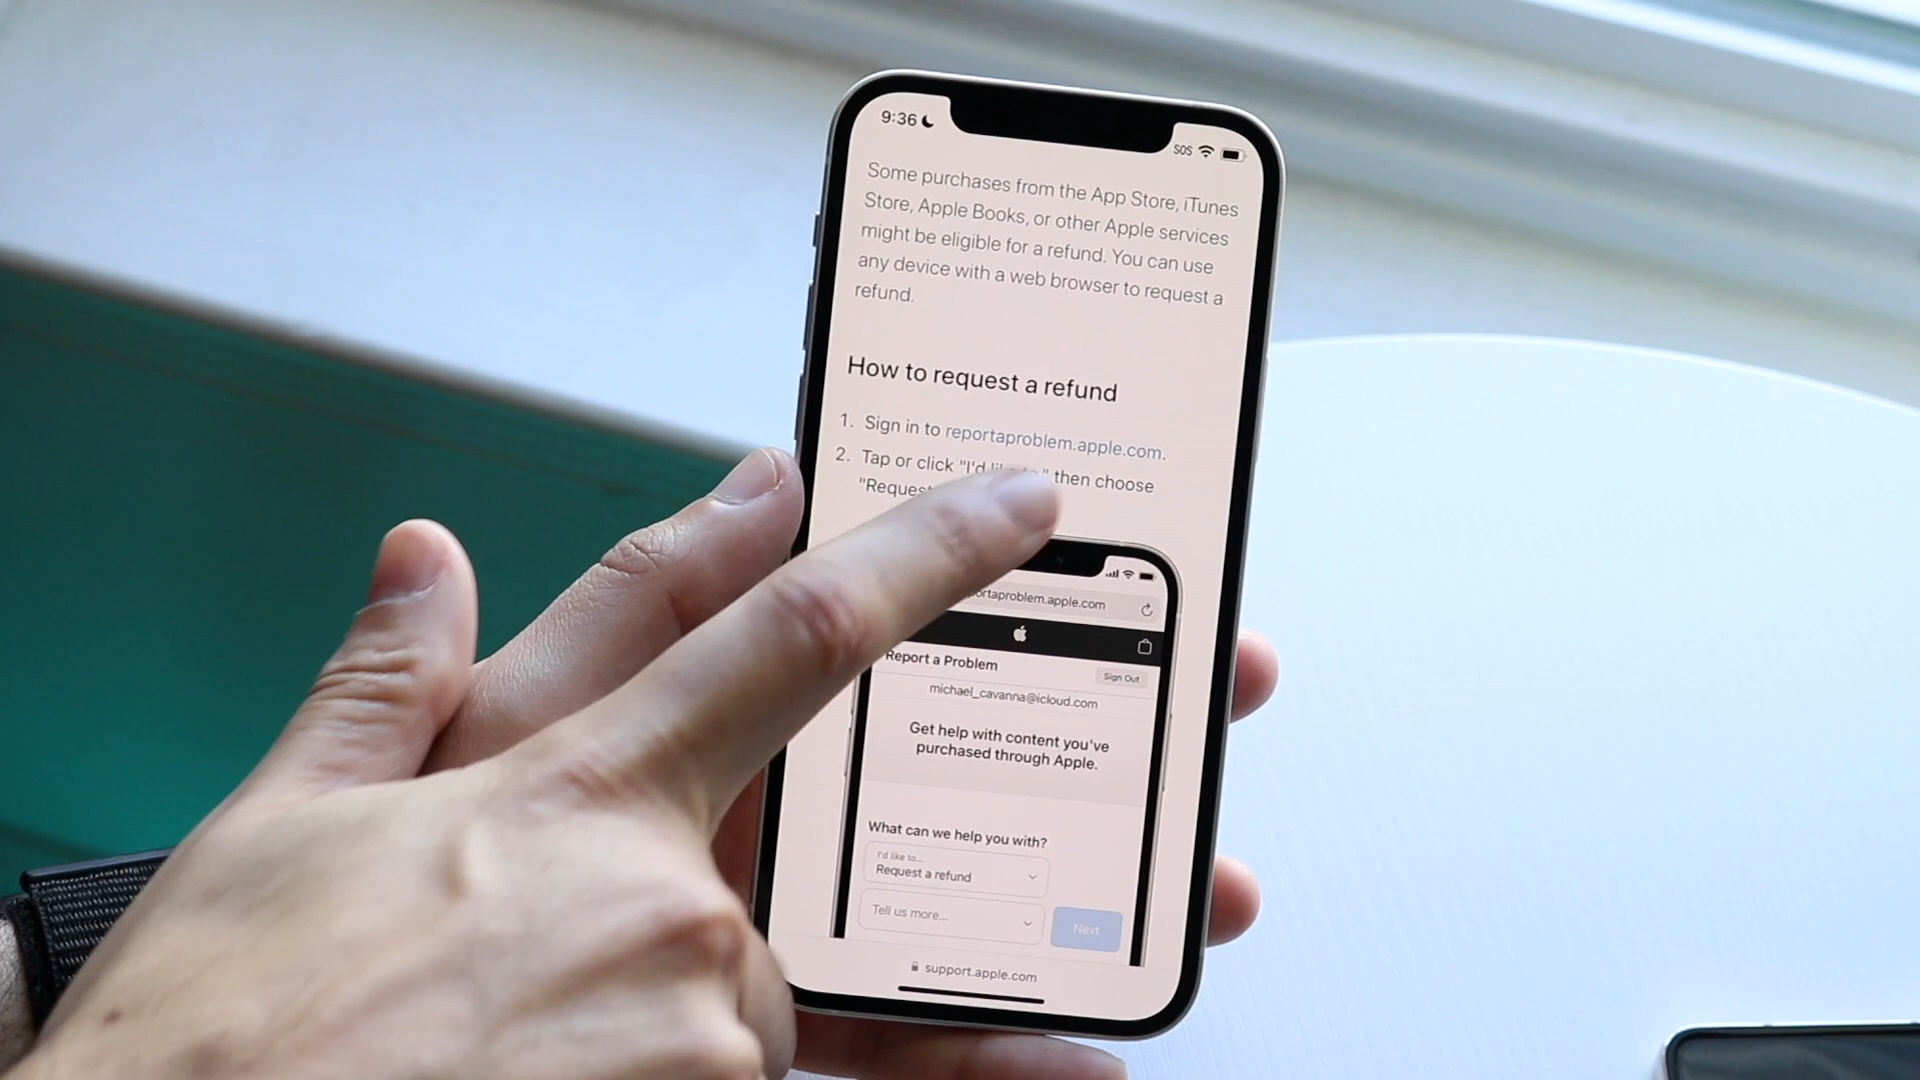 9:36
SOS
Some purchases from the App Store, iTunes
Store, Apple Books, or other Apple services
might be eligible for a refund. You can use
any device with a web browser to request a
refund.
How to request a refund
1. Sign in to reportaproblem.apple.com.
2. Tap or click "I'd like to," then choose
"Request
portaproblem.apple.com
Report a Problem
Sign Out
michael_cavanna@icloud.com
Get help with content you've
purchased through Apple.
What can we help you with?
I'd like to...
Request a refund
Tell us more...
Next
support.apple.com